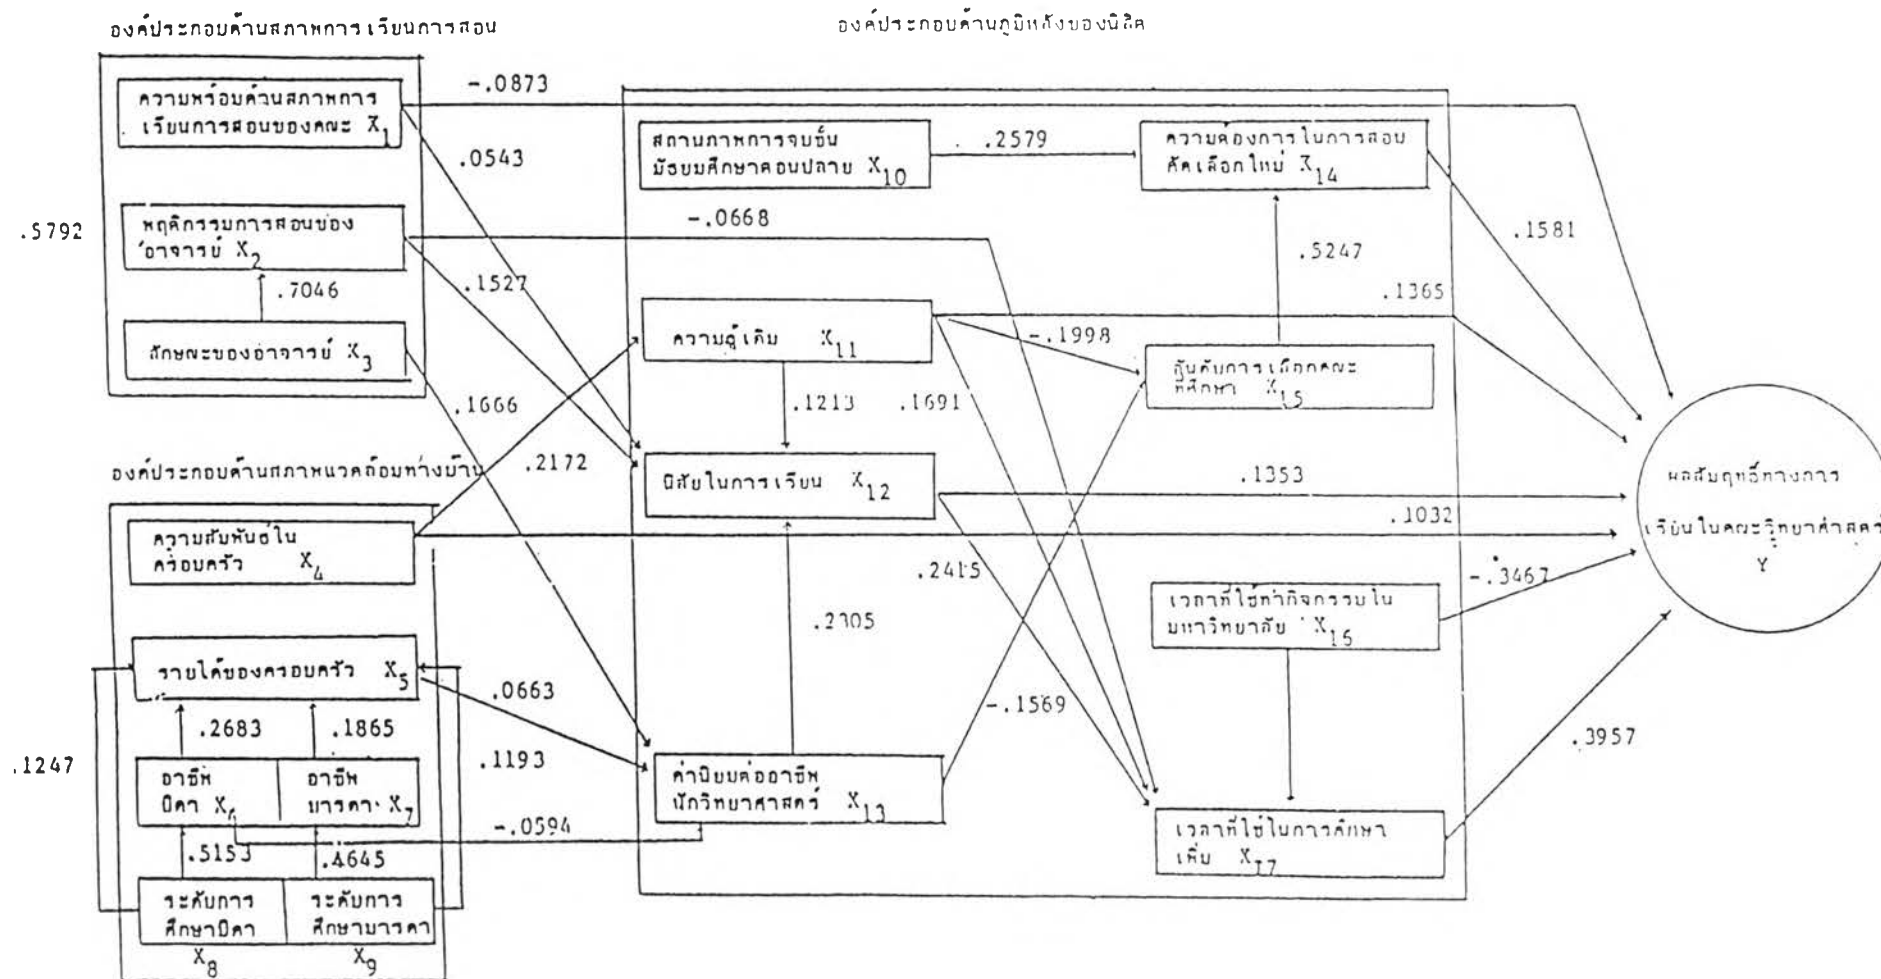 องค์ประกอบด้านสภาพการเรียนการสอน
องค์ประกอบด้านภูมิหลังของนิสิต
ความพร้อมด้านสภาพการ
เรียนการสอนของคณะ X1
-.0873
.0543
สถานภาพการจบชั้น
มัธยมศึกษาตอนปลาย X10
.2579
ความต้องการในการสอบ
คัดเลือกใหม่ X14
.5792
พฤติกรรมการสอนของ
อาจารย์ X2
-.0668
.1581
.7046
.1527
.5247
.1365
ลักษณะของอาจารย์ X3
ความรู้เดิม X11
-.1998
อันดับการเลือกคณะ
ที่ศึกษา X15
.1666
.1213
.1691
องค์ประกอบด้านสภาพแวดล้อมทางบ้าน
.2172
นิสัยในการเรียน X12
.1353
ผลสัมฤทธิ์ทางการ
เรียนในคณะวิทยาศาสตร์
Y
ความสัมพันธ์ใน
ครอบครัว X4
.1032
.2415
-.3467
เวลาที่ใช้ทำกิจกรรมใน
มหาวิทยาลัย X16
.2305
รายได้ของครอบครัว X5
.0663
-.1569
.2683
.1865
.3957
.1247
.1193
อาชีพ
บิดา X6
อาชีพ
มารดา X7
ค่านิยมต่ออาชีพ
นักวิทยาศาสตร์ X13
-.0594
เวลาที่ใช้ในการศึกษา
เพิ่ม X17
.5153
.4645
ระดับการ
ศึกษาบิดา
X8
ระดับการ
ศึกษามารดา
X9